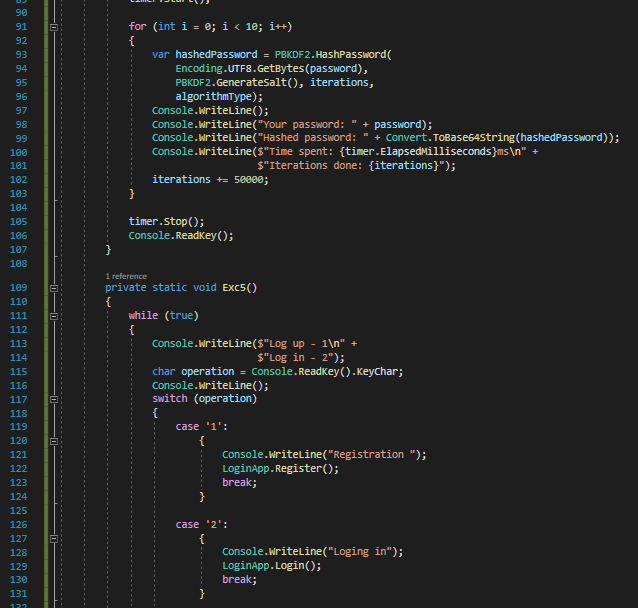 89 timer.Start();
90
91 for (int i = 0; i < 10; i++)
92 {
93 var hashedPassword = PBKDF2.HashPassword(
94 Encoding.UTF8.GetBytes(password),
95 PBKDF2.GenerateSalt(), iterations,
96 algorithmType);
97 Console.WriteLine();
98 Console.WriteLine("Your password: " + password);
99 Console.WriteLine("Hashed password: " + Convert.ToBase64String(hashedPassword));
100 Console.WriteLine($"Time spent: {timer.ElapsedMilliseconds}ms\n" +
101 $"Iterations done: {iterations}");
102 iterations += 50000;
103 }
104
105 timer.Stop();
106 Console.ReadKey();
107 }
108
1 reference
109 private static void Exc5()
110 {
111 while (true)
112 {
113 Console.WriteLine($"Log up - 1\n" +
114 $"Log in - 2");
115 char operation = Console.ReadKey().KeyChar;
116 Console.WriteLine();
117 switch (operation)
118 {
119 case '1':
120 {
121 Console.WriteLine("Registration ");
122 LoginApp.Register();
123 break;
124 }
125
126 case '2':
127 {
128 Console.WriteLine("Loging in");
129 LoginApp.Login();
130 break;
131 }
132